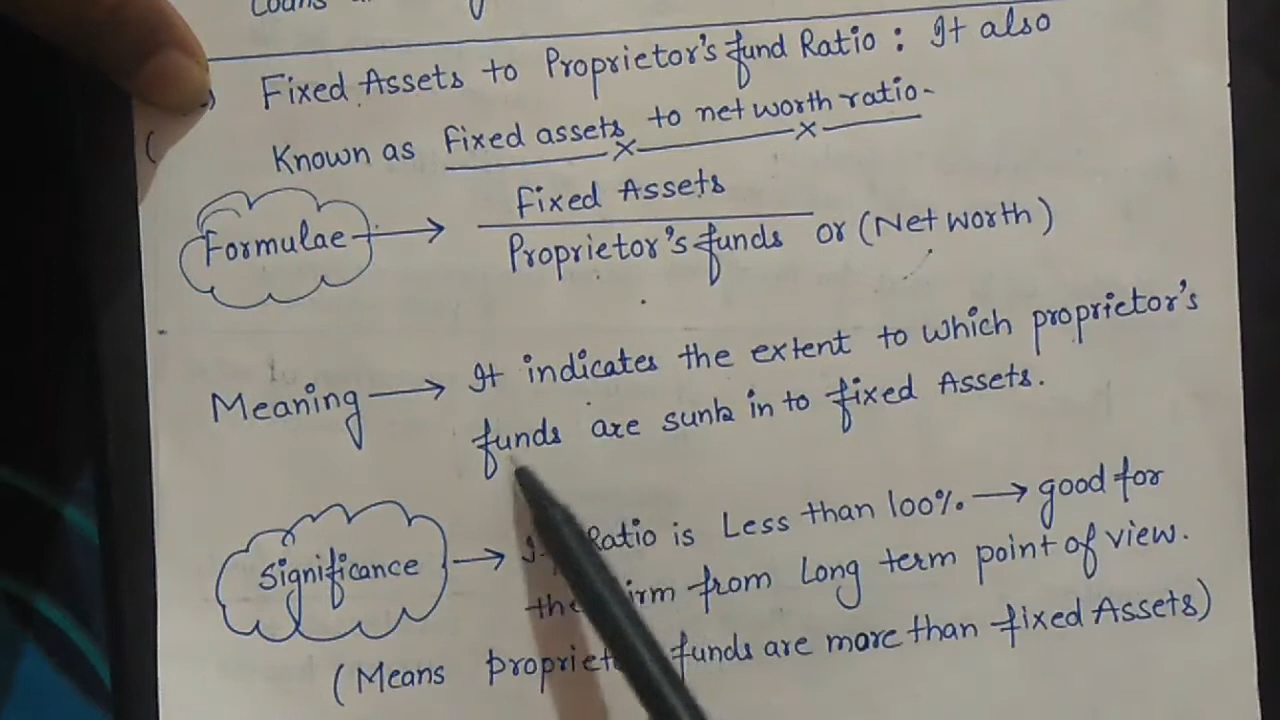 Loans
Fixed Assets to Proprietor's fund Ratio : It also
Known as Fixed assets to net worth ratio-
Formulae → Fixed Assets
Proprietor's funds or (Net worth)
Meaning → It indicates the extent to which proprietor's
funds are sunk in to fixed Assets.
Significance → Ratio is Less than 100% → good for
the firm from Long term point of view.
(Means funds are more than fixed Assets)